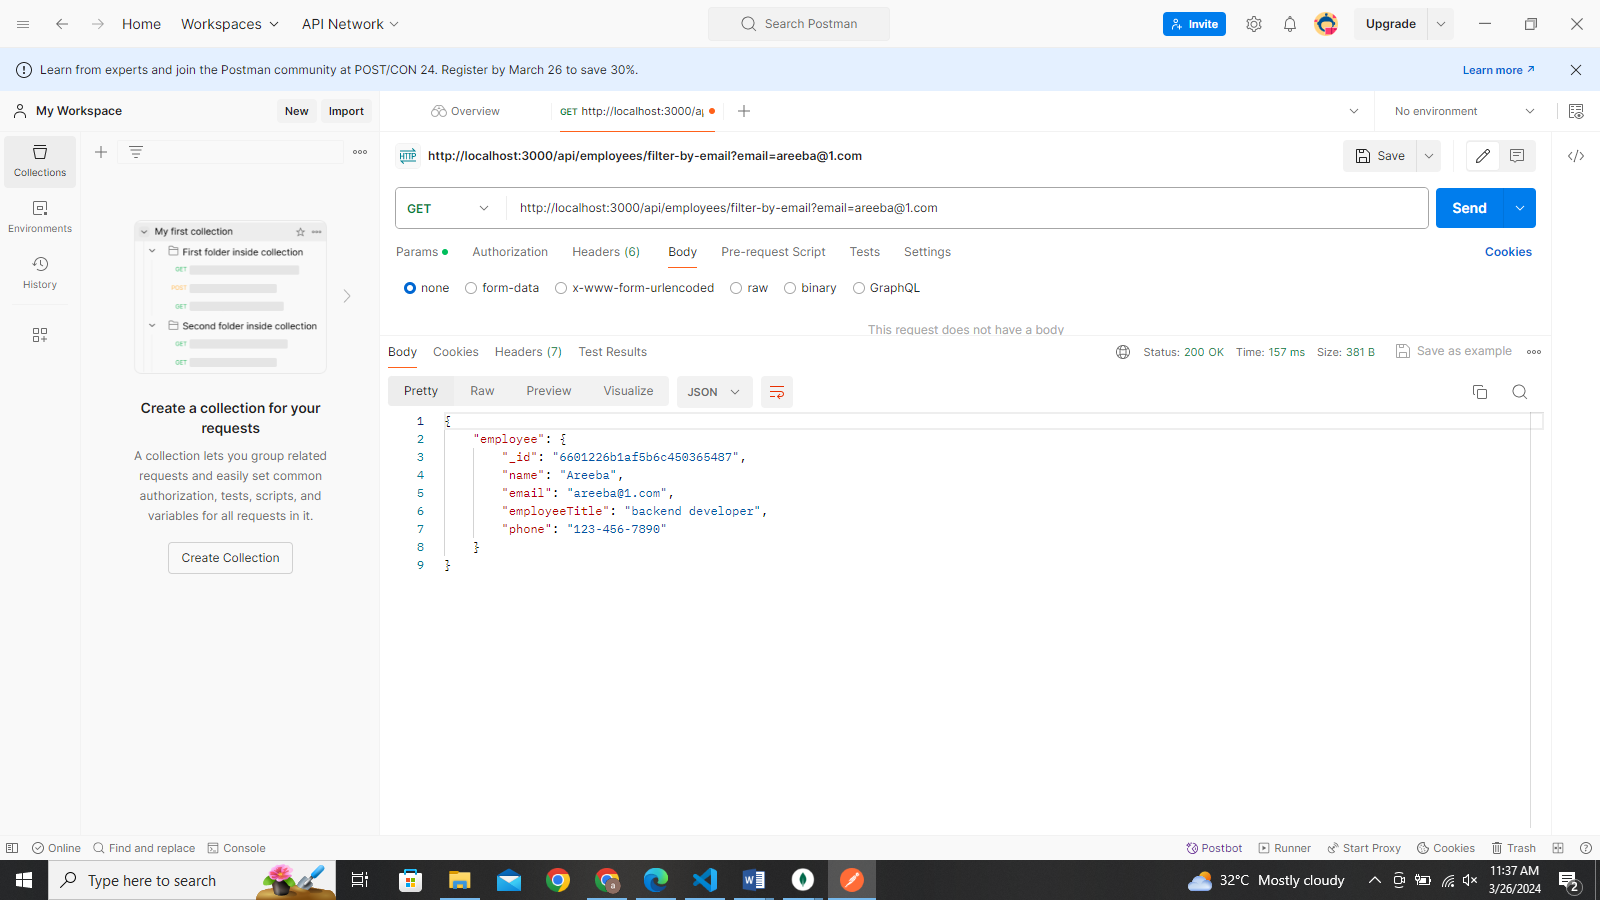 Home Workspaces API Network Search Postman Invite Upgrade
Learn from experts and join the Postman community at POST/CON 24. Register by March 26 to save 30%. Learn more ↗
My Workspace New Import Overview GET http://localhost:3000/ap No environment
Collections
Environments
History
My first collection
First folder inside collection
GET
POST
GET
Second folder inside collection
GET
GET
Create a collection for your
requests
A collection lets you group related
requests and easily set common
authorization, tests, scripts, and
variables for all requests in it.
Create Collection
HTTP http://localhost:3000/api/employees/filter-by-email?email=areeba@1.com Save </>
GET http://localhost:3000/api/employees/filter-by-email?email=areeba@1.com Send
Params Authorization Headers (6) Body Pre-request Script Tests Settings Cookies
none form-data x-www-form-urlencoded raw binary GraphQL
This request does not have a body
Body Cookies Headers (7) Test Results Status: 200 OK Time: 157 ms Size: 381 B Save as example
Pretty Raw Preview Visualize JSON
1 {
2 "employee": {
3 "_id": "6601226b1af5b6c450365487",
4 "name": "Areeba",
5 "email": "areeba@1.com",
6 "employeeTitle": "backend developer",
7 "phone": "123-456-7890"
8 }
9 }
Online Find and replace Console Postbot Runner Start Proxy Cookies Trash
Type here to search 32°C Mostly cloudy 11:37 AM
3/26/2024
2